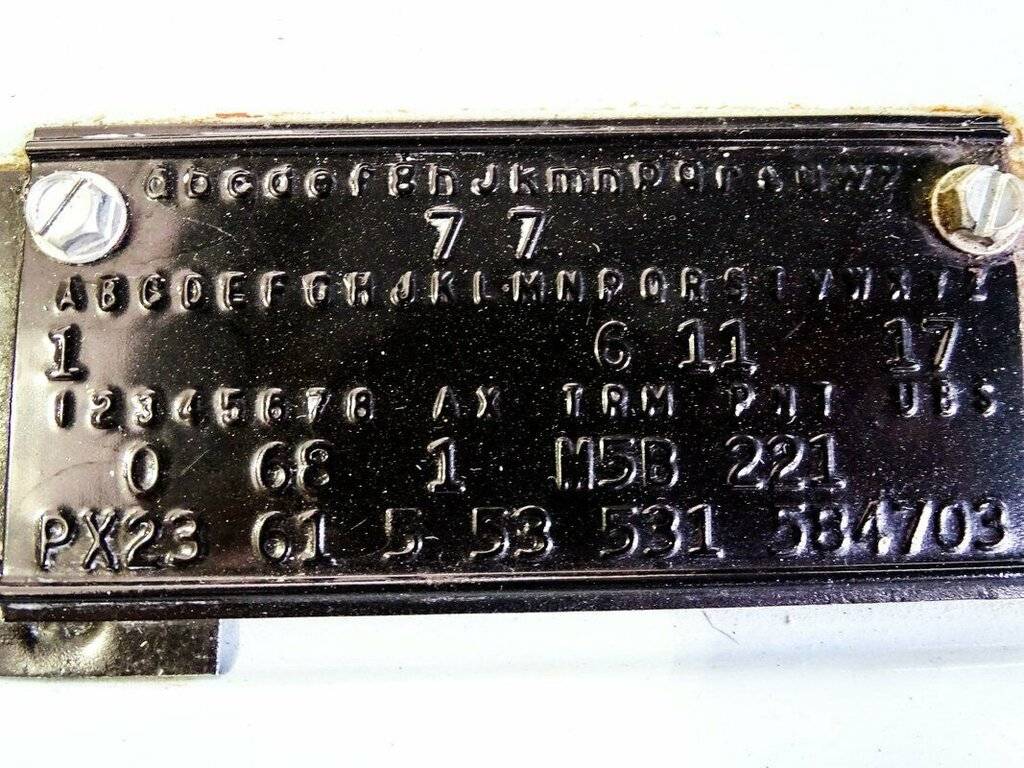 abcdefghJkmnpqr
7 7
ABCDEFGHJKLMNPQRSTVWXYZ
1 6 11 17
12345678 AX TRM PNT UBS
0 68 1 M5B 221
PX23 61 5 53 531 584703